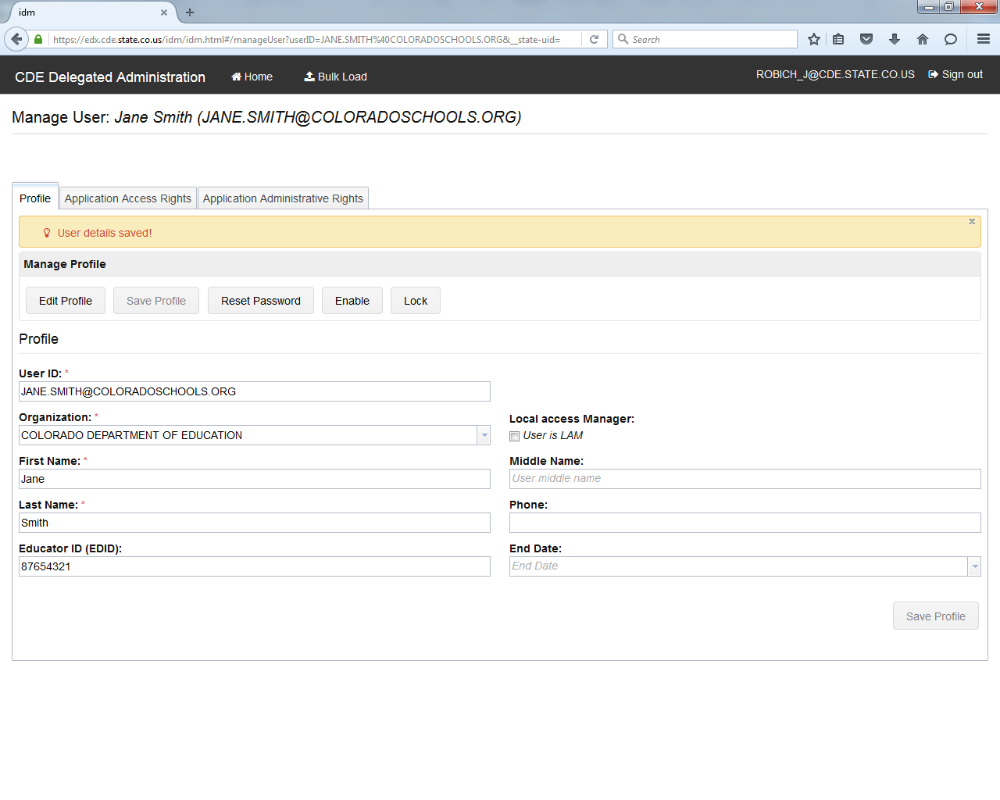 idm
https://edx.cde.state.co.us/idm/idm.html#/manageUser?userID=JANE.SMITH%40COLORADOSCHOOLS.ORG&__state-uid=
Search
CDE Delegated Administration Home Bulk Load ROBICH_J@CDE.STATE.CO.US Sign out
Manage User: Jane Smith (JANE.SMITH@COLORADOSCHOOLS.ORG)
Profile Application Access Rights Application Administrative Rights
User details saved!
x
Manage Profile
Edit Profile Save Profile Reset Password Enable Lock
Profile
User ID: *
JANE.SMITH@COLORADOSCHOOLS.ORG
Organization: * Local access Manager:
COLORADO DEPARTMENT OF EDUCATION User is LAM
First Name: * Middle Name:
Jane User middle name
Last Name: * Phone:
Smith
Educator ID (EDID): End Date:
87654321 End Date
Save Profile